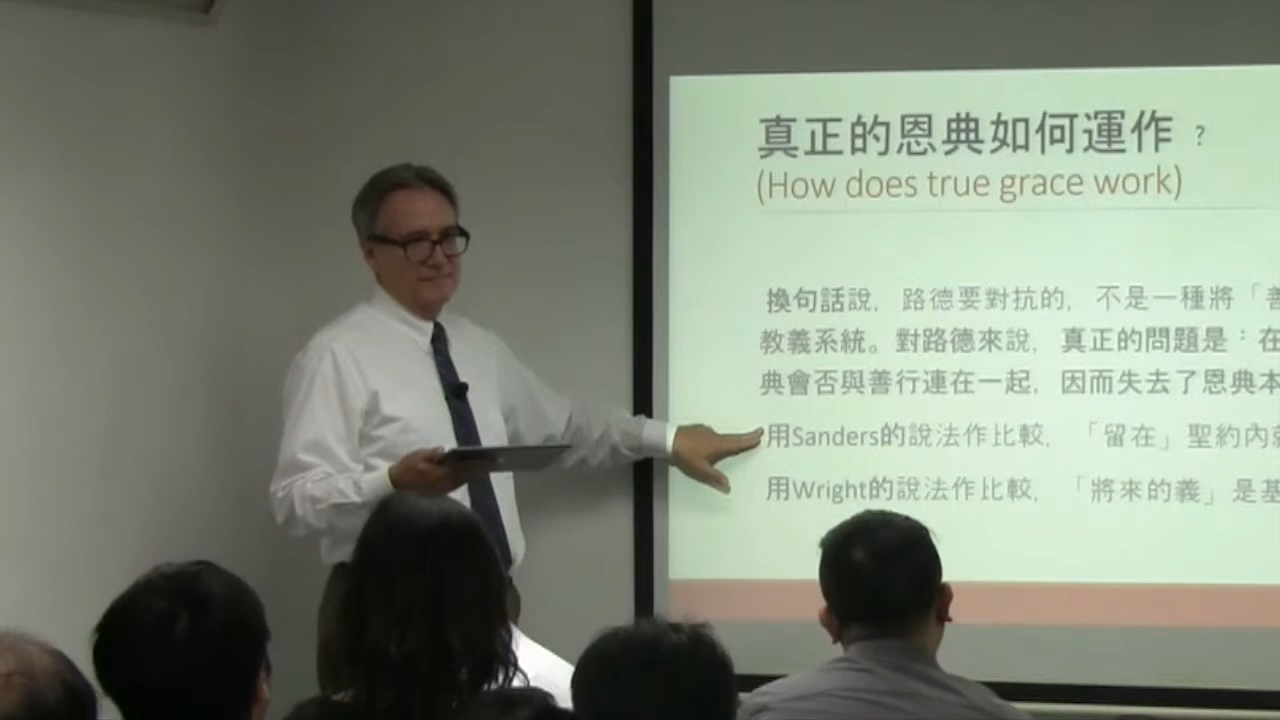 真正的恩典如何運作？
(How does true grace work)
換句話說，路德要對抗的，不是一種將「善
教義系統。對路德來說，真正的問題是：在
典會否與善行連在一起，因而失去了恩典本
用Sanders的說法作比較，「留在」聖約內
用Wright的說法作比較，「將來的義」是基